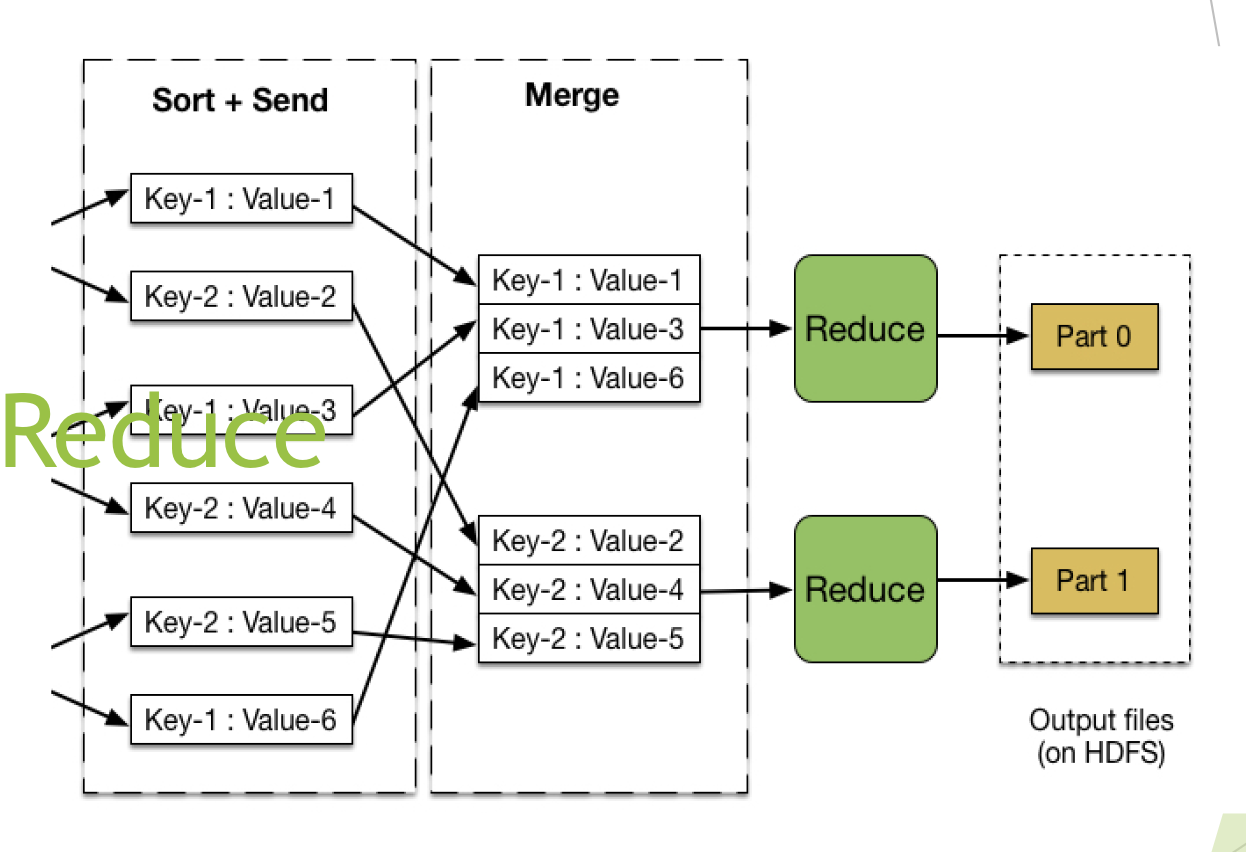 Sort + Send
Key-1 : Value-1
Key-2 : Value-2
Key-1 : Value-3
Key-2 : Value-4
Key-2 : Value-5
Key-1 : Value-6
Reduce
Merge
Key-1 : Value-1
Key-1 : Value-3
Key-1 : Value-6
Key-2 : Value-2
Key-2 : Value-4
Key-2 : Value-5
Reduce
Reduce
Part 0
Part 1
Output files
(on HDFS)